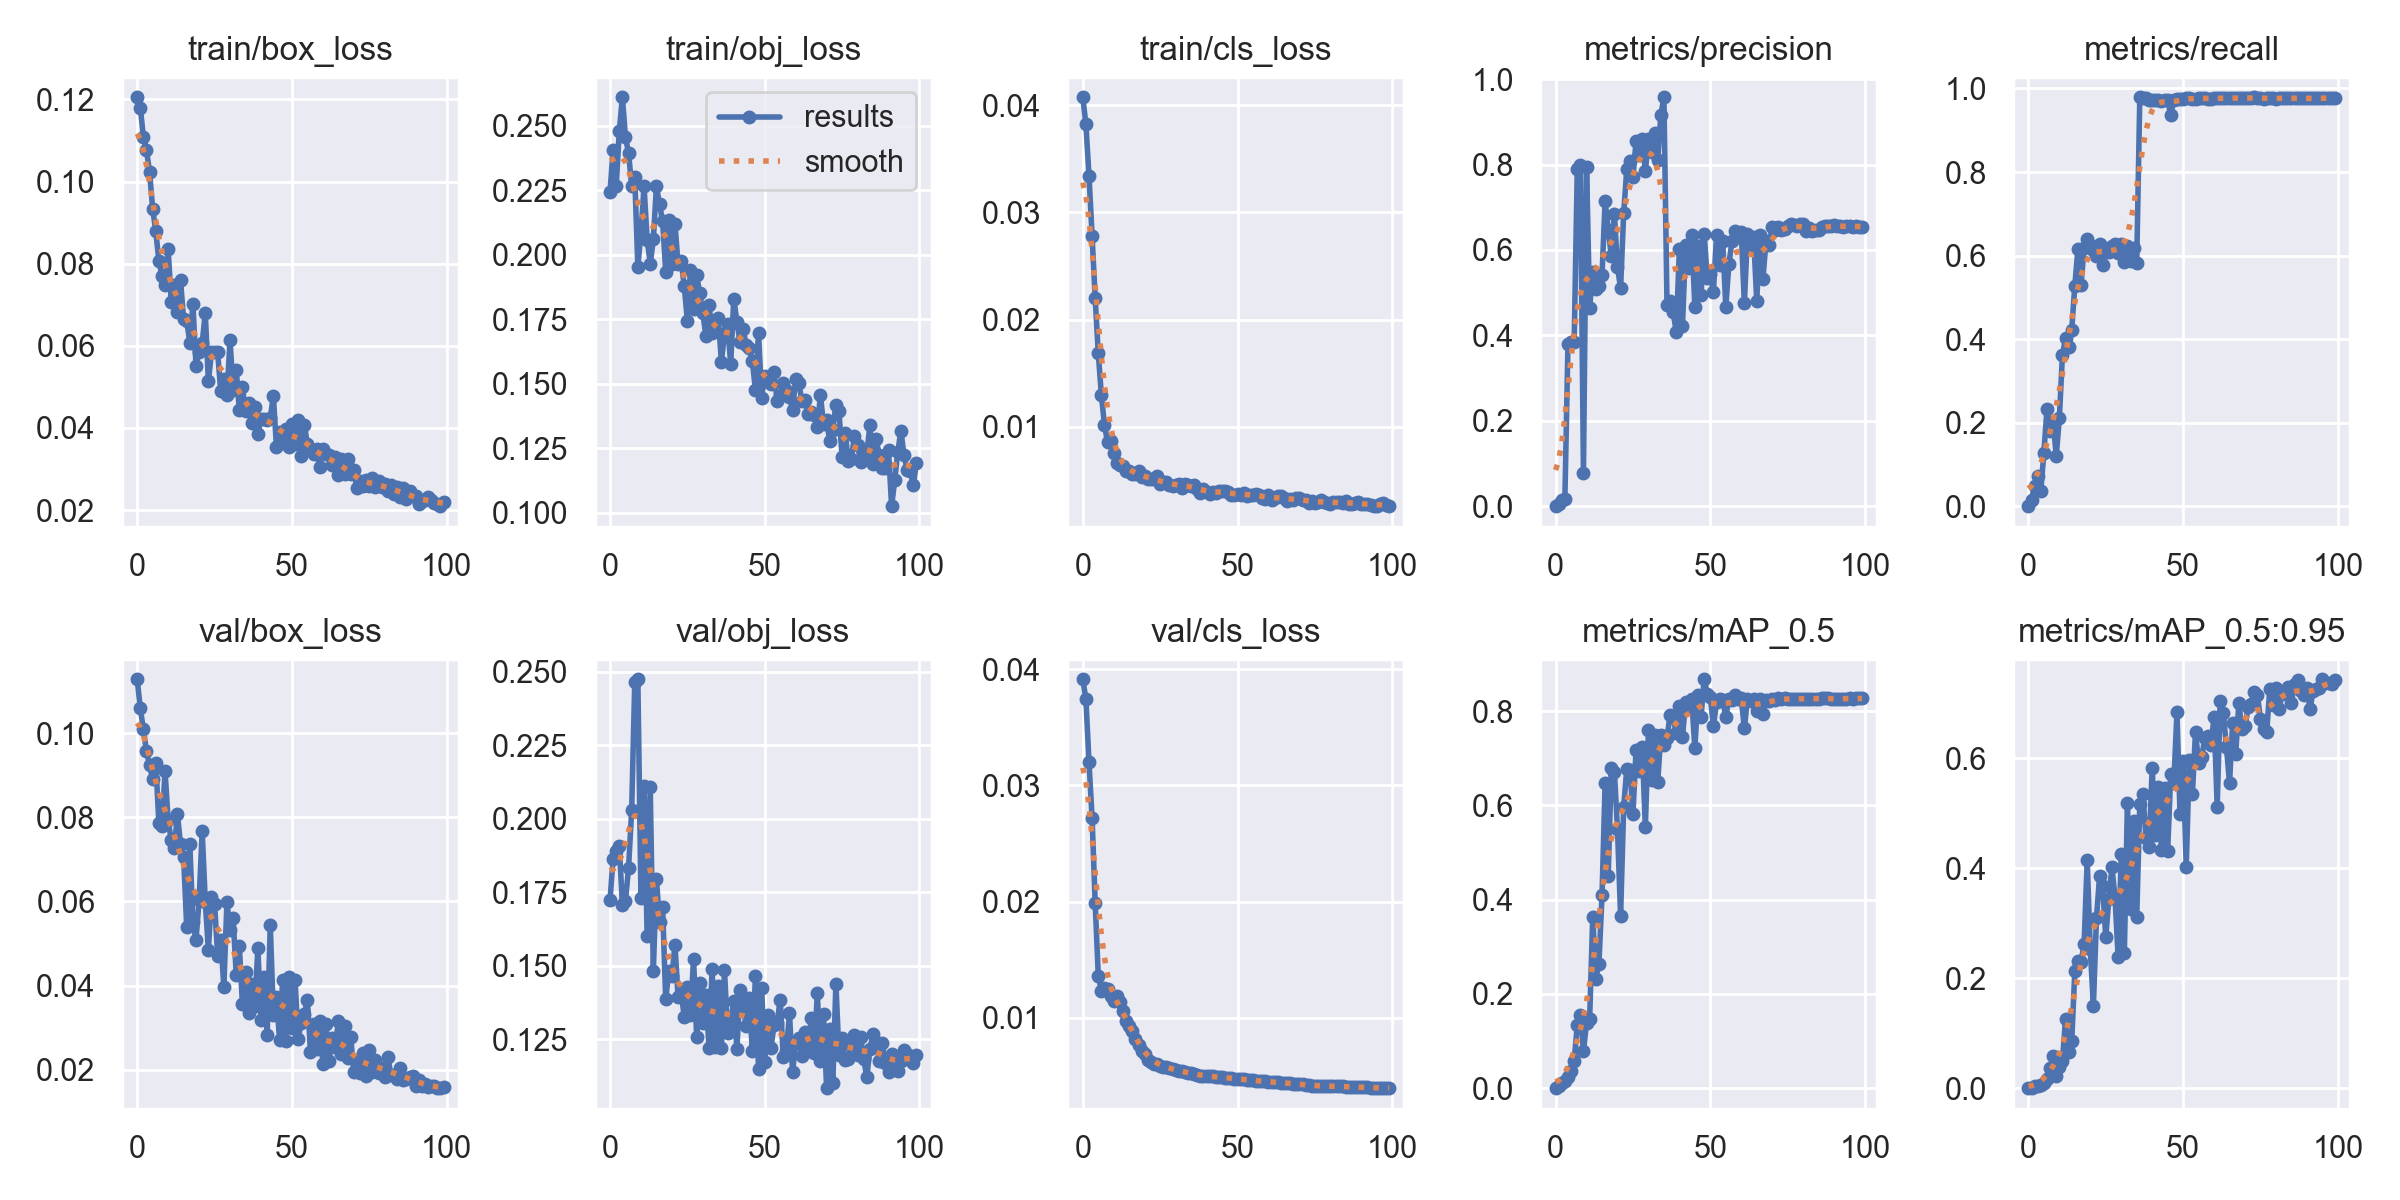 train/box_loss
0.12
0.10
0.08
0.06
0.04
0.02
0 50 100
train/obj_loss
results
smooth
0.250
0.225
0.200
0.175
0.150
0.125
0.100
0 50 100
train/cls_loss
0.04
0.03
0.02
0.01
0 50 100
metrics/precision
1.0
0.8
0.6
0.4
0.2
0.0
0 50 100
metrics/recall
1.0
0.8
0.6
0.4
0.2
0.0
0 50 100
val/box_loss
0.10
0.08
0.06
0.04
0.02
0 50 100
val/obj_loss
0.250
0.225
0.200
0.175
0.150
0.125
0 50 100
val/cls_loss
0.04
0.03
0.02
0.01
0 50 100
metrics/mAP_0.5
0.8
0.6
0.4
0.2
0.0
0 50 100
metrics/mAP_0.5:0.95
0.6
0.4
0.2
0.0
0 50 100